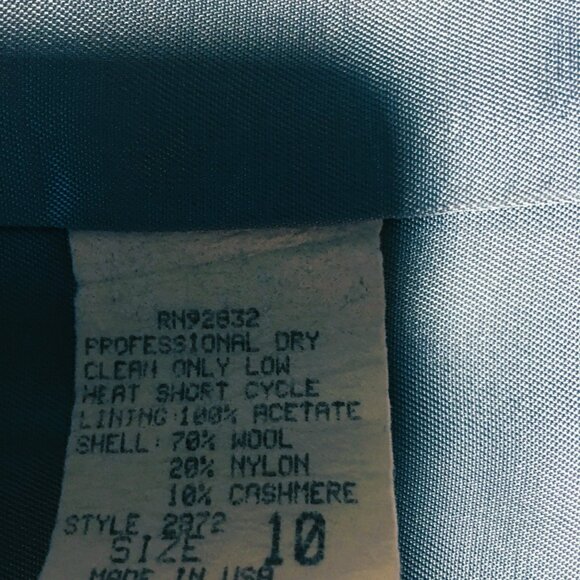 RN92832
PROFESSIONAL DRY
CLEAN ONLY LOW
HEAT SHORT CYCLE
LINING:100% ACETATE
SHELL: 70% WOOL
20% NYLON
10% CASHMERE
STYLE 2872
SIZE 10
MADE IN USA